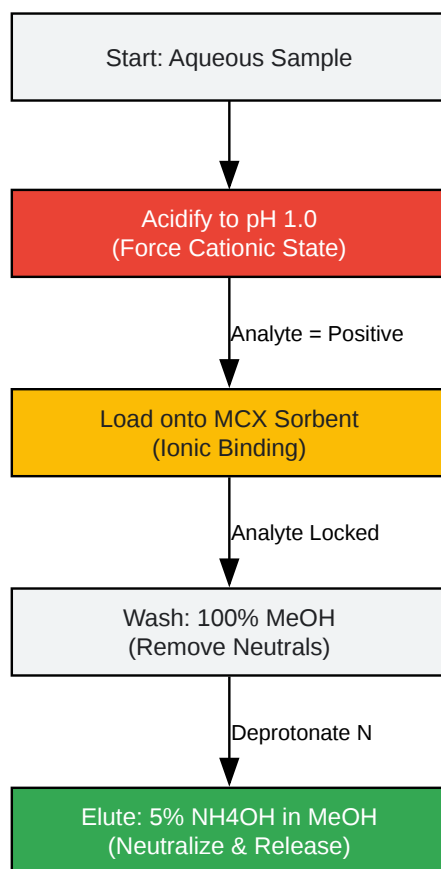 Start: Aqueous Sample
Acidify to pH 1.0
(Force Cationic State)
Analyte = Positive
Load onto MCX Sorbent
(Ionic Binding)
Analyte Locked
Wash: 100% MeOH
(Remove Neutrals)
Deprotonate N
Elute: 5% NH4OH in MeOH
(Neutralize & Release)